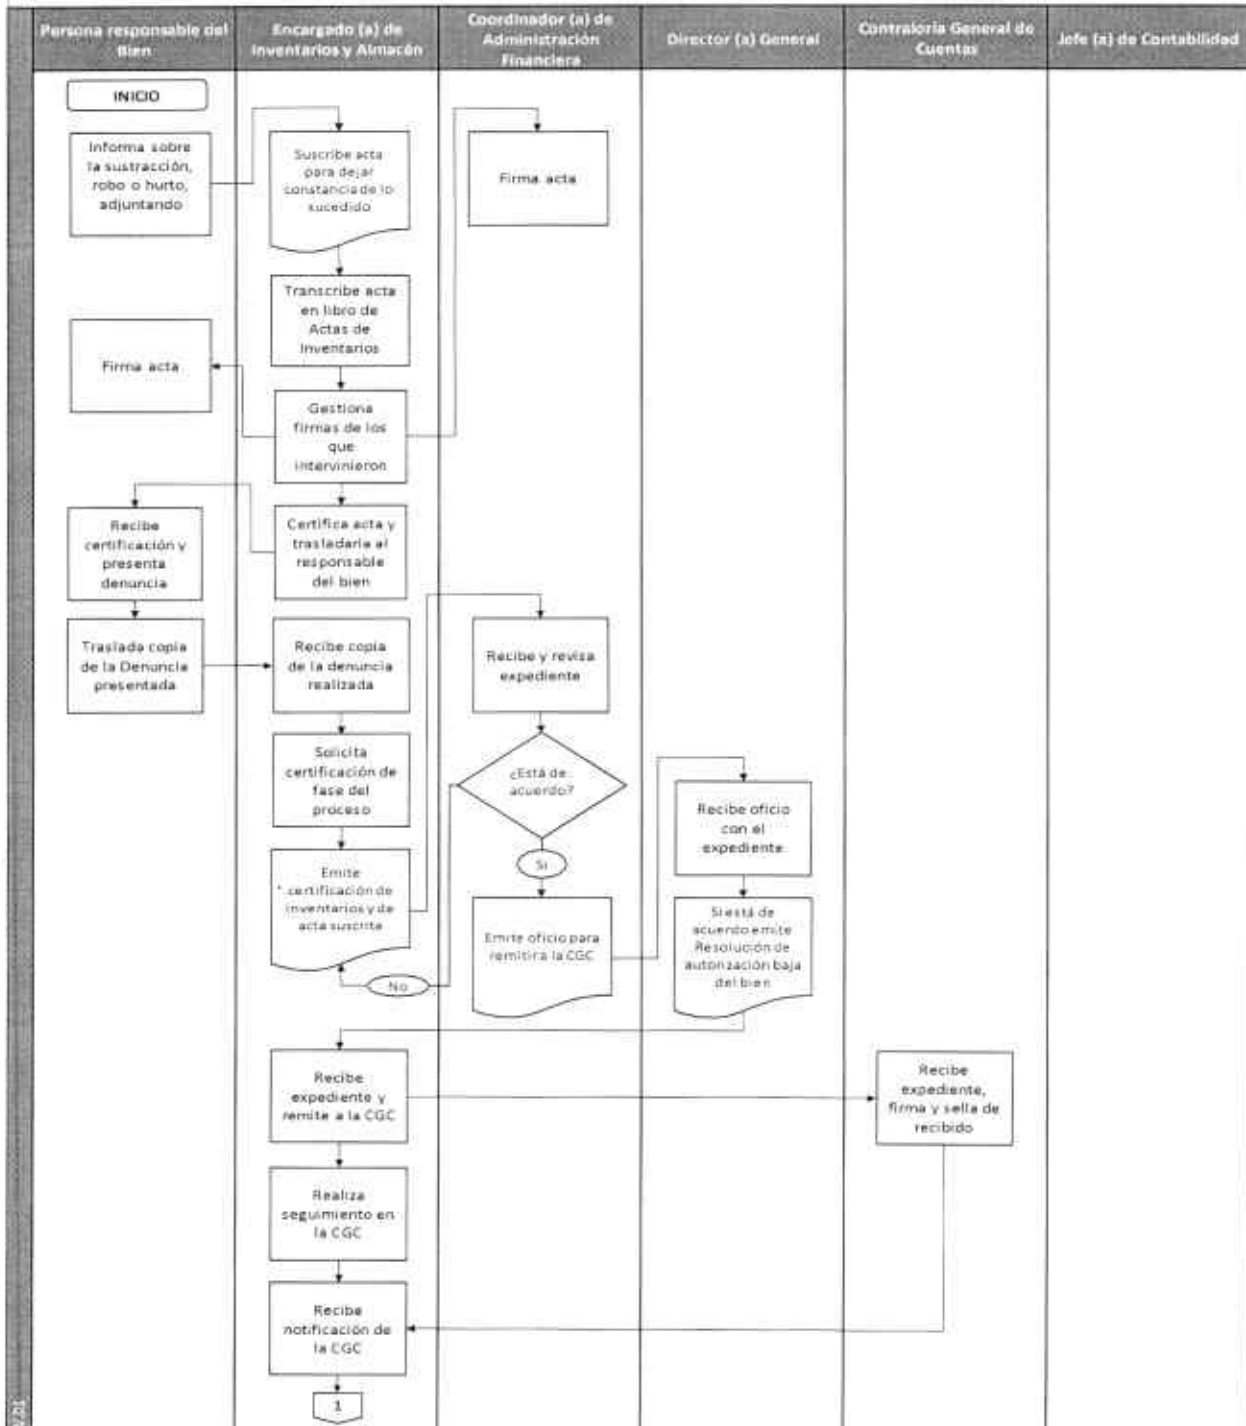 Persona responsable del
Bien
Encargado (a) de
Inventarios y Almacén
Coordinador (a) de
Administración
Financiera
Director (a) General
Contraloría General de
Cuentas
Jefe (a) de Contabilidad
INICIO
Informa sobre
la sustracción,
robo o hurto,
adjuntando
Suscribe acta
para dejar
constancia de lo
sucedido
Firma acta
Transcribe acta
en libro de
Actas de
Inventarios
Firma acta
Gestiona
firmas de los
que
intervinieron
Recibe
certificación y
presenta
denuncia
Certifica acta y
trasladarla al
responsable
del bien
Traslada copia
de la Denuncia
presentada
Recibe copia
de la denuncia
realizada
Recibe y revisa
expediente
Solicita
certificación de
fase del
proceso
¿Está de
acuerdo?
Recibe oficio
con el
expediente
Si
Emite
certificación de
inventarios y de
acta suscrita
Emite oficio para
remitir a la CGC
Si está de
acuerdo emite
Resolución de
autorización baja
del bien
No
Recibe
expediente y
remite a la CGC
Recibe
expediente,
firma y sella de
recibido
Realiza
seguimiento en
la CGC
Recibe
notificación de
la CGC
1